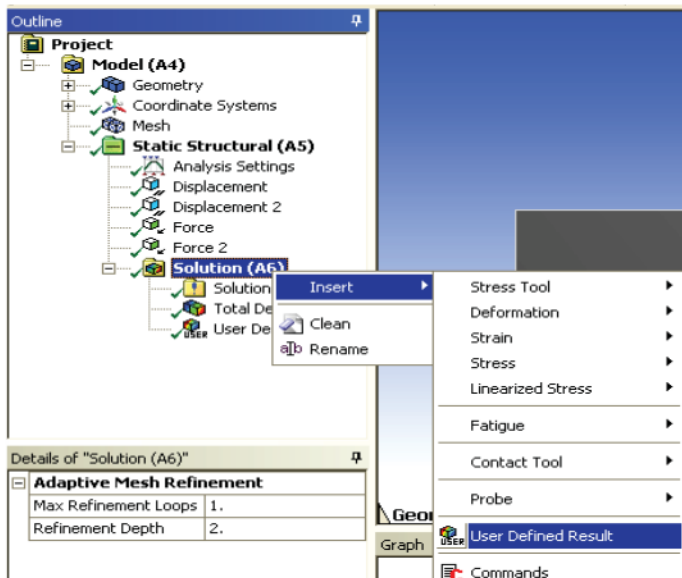 Outline
Project
Model (A4)
Geometry
Coordinate Systems
Mesh
Static Structural (A5)
Analysis Settings
Displacement
Displacement 2
Force
Force 2
Solution (A6)
Solution
Total De
USER User De
Insert
Clean
a|b Rename
Stress Tool
Deformation
Strain
Stress
Linearized Stress
Fatigue
Contact Tool
Probe
USER User Defined Result
Commands
Details of "Solution (A6)"
Adaptive Mesh Refinement
Max Refinement Loops 1.
Refinement Depth 2.
Geor
Graph